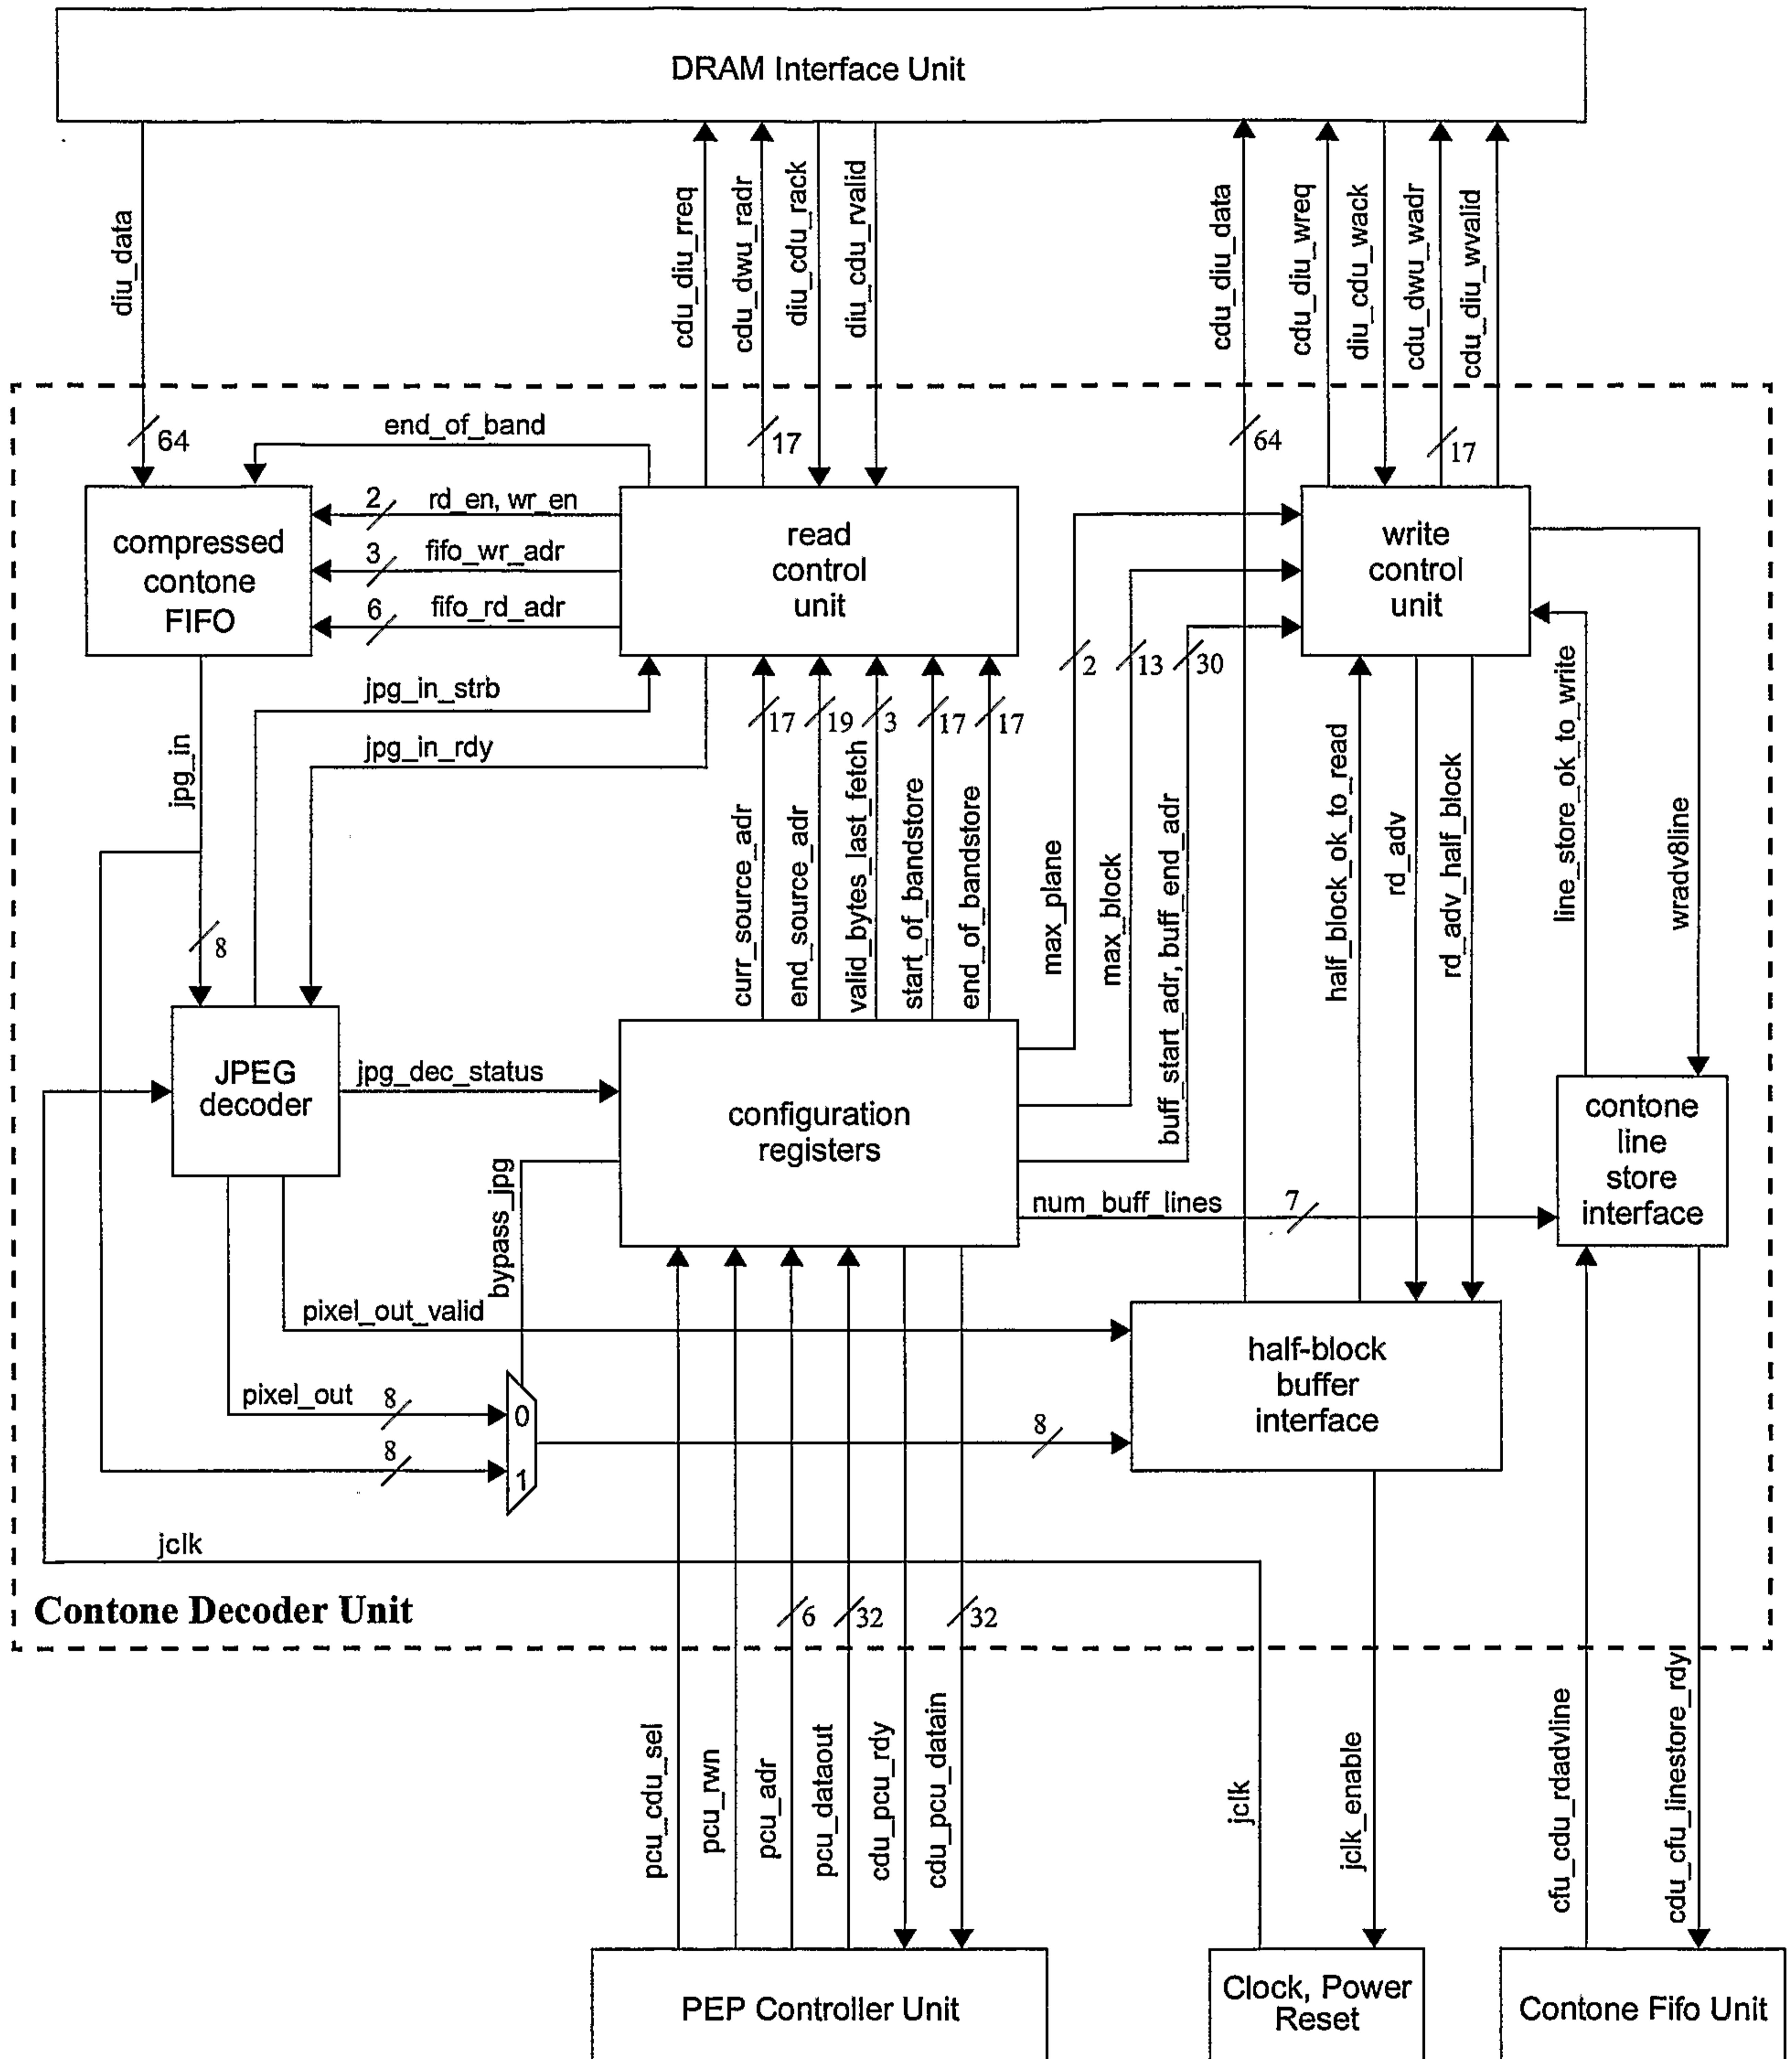 DRAM Interface Unit
diu_data
cdu_diu_rreq
cdu_dwu_radr
diu_cdu_rack
diu_cdu_rvalid
cdu_diu_data
cdu_diu_wreq
diu_cdu_wack
cdu_dwu_wadr
cdu_diu_wvalid
64
end_of_band
17
64
17
compressed
contone
FIFO
2
rd_en, wr_en
3
fifo_wr_adr
6
fifo_rd_adr
read
control
unit
write
control
unit
jpg_in
jpg_in_strb
jpg_in_rdy
17
19
3
17
17
2
13
30
8
curr_source_adr
end_source_adr
valid_bytes_last_fetch
start_of_bandstore
end_of_bandstore
max_plane
max_block
buff_start_adr, buff_end_adr
half_block_ok_to_read
rd_adv
rd_adv_half_block
line_store_ok_to_write
wradv8line
JPEG
decoder
jpg_dec_status
configuration
registers
contone
line
store
interface
bypass_jpg
num_buff_lines
7
pixel_out_valid
pixel_out
8
0
8
1
8
half-block
buffer
interface
jclk
Contone Decoder Unit
6
32
32
pcu_cdu_sel
pcu_rwn
pcu_adr
pcu_dataout
cdu_pcu_rdy
cdu_pcu_datain
jclk
jclk_enable
cfu_cdu_rdadvline
cdu_cfu_linestore_rdy
PEP Controller Unit
Clock, Power
Reset
Contone Fifo Unit